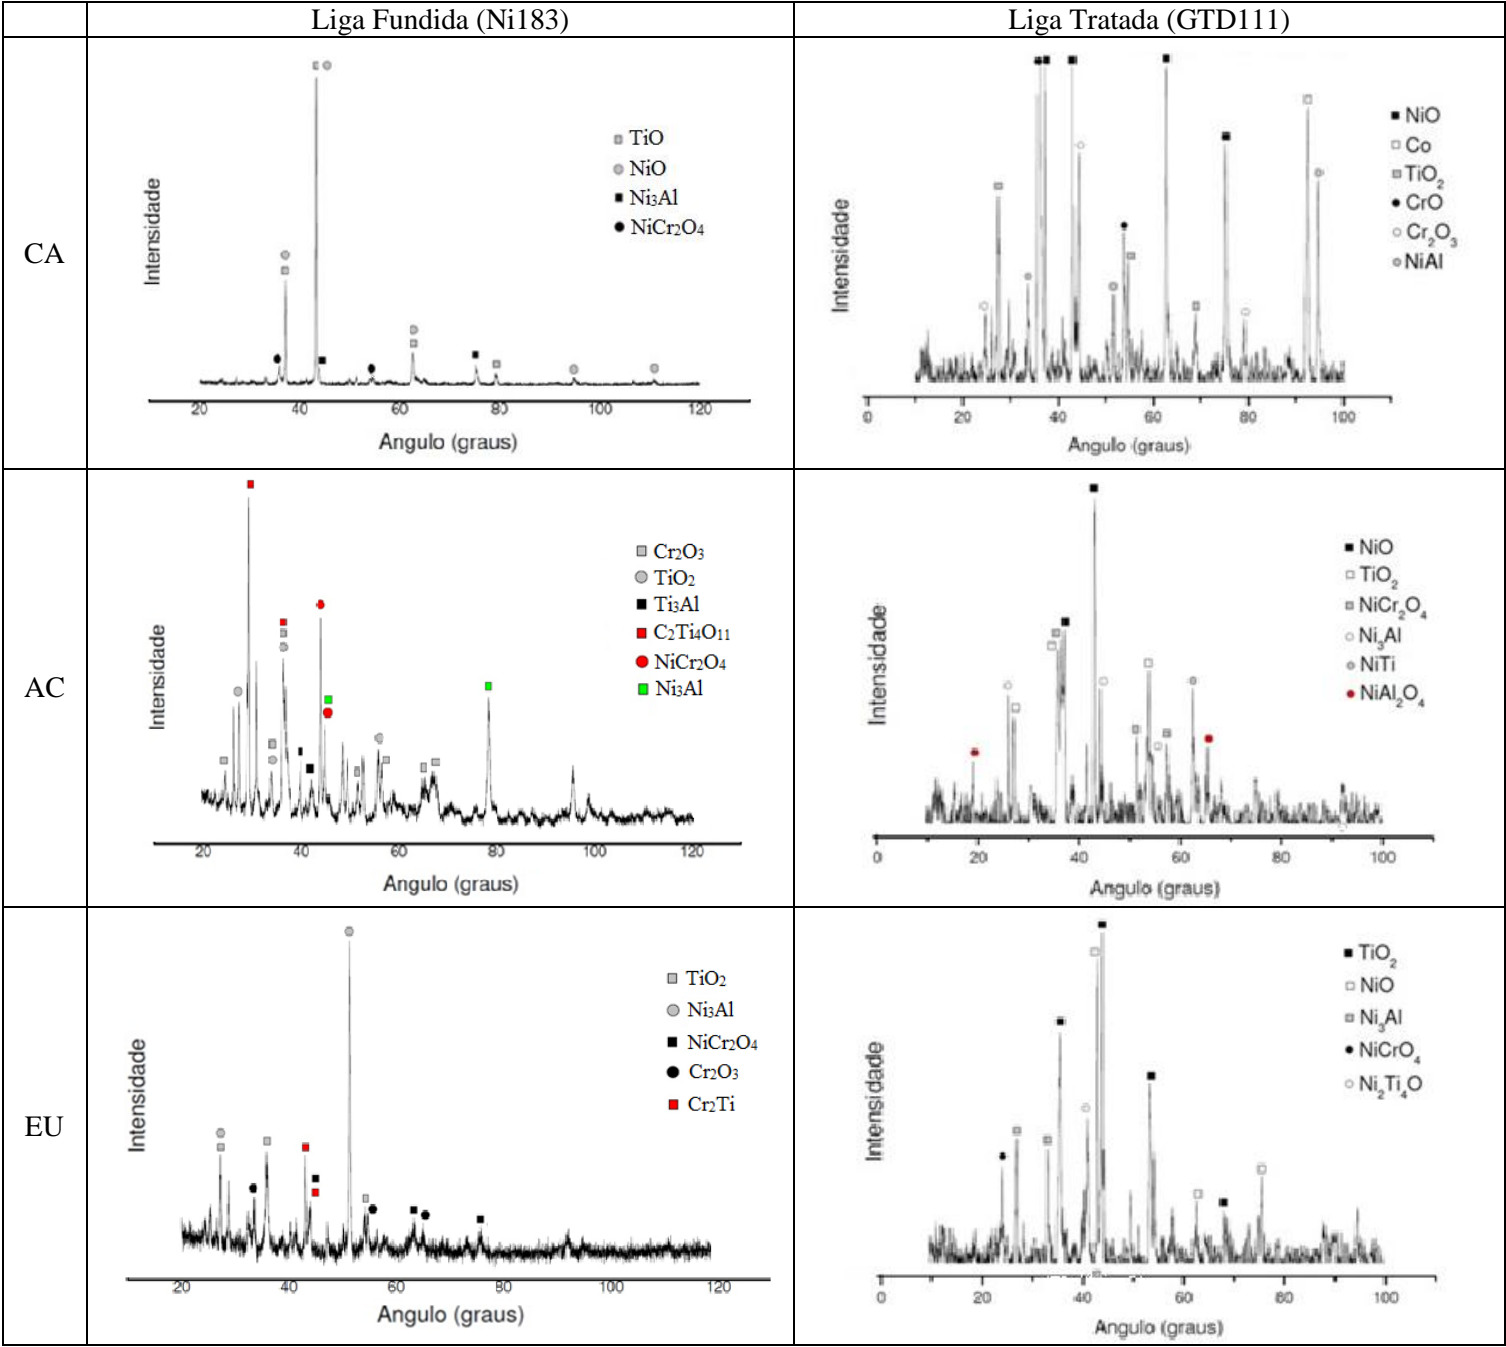 Liga Fundida (Ni183)
Liga Tratada (GTD111)
CA
Intensidade
TiO
NiO
Ni₃Al
NiCr₂O₄
20 40 60 80 100 120
Angulo (graus)
Intensidade
NiO
Co
TiO₂
CrO
Cr₂O₃
NiAl
0 20 40 60 80 100
Angulo (graus)
AC
Intensidade
Cr₂O₃
TiO₂
Ti₃Al
C₂Ti₄O₁₁
NiCr₂O₄
Ni₃Al
20 40 60 80 100 120
Angulo (graus)
Intensidade
NiO
TiO₂
NiCr₂O₄
Ni₃Al
NiTi
NiAl₂O₄
0 20 40 60 80 100
Angulo (graus)
EU
Intensidade
TiO₂
Ni₃Al
NiCr₂O₄
Cr₂O₃
Cr₂Ti
20 40 60 80 100 120
Angulo (graus)
Intensidade
TiO₂
NiO
Ni₃Al
NiCrO₄
Ni₂Ti₄O
0 20 40 60 80 100
Angulo (graus)